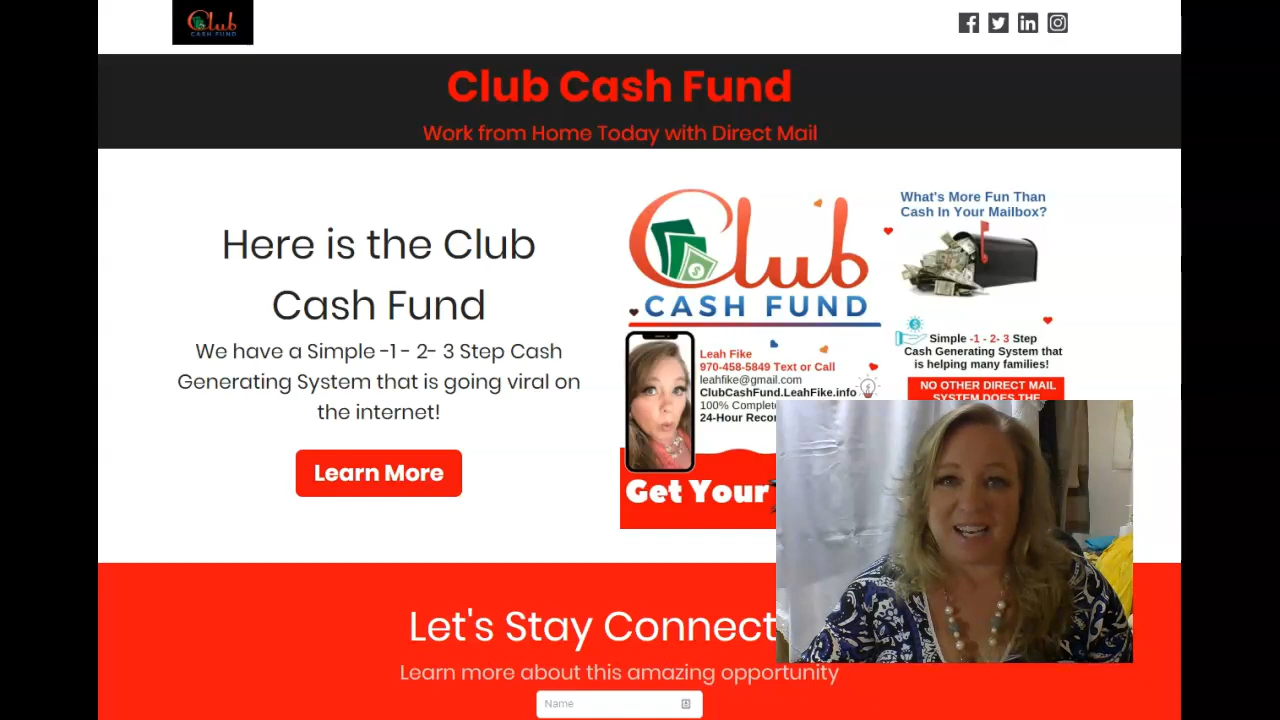 Club
CASH FUND
Club Cash Fund
Work from Home Today with Direct Mail
Here is the Club
Cash Fund
We have a Simple -1 - 2- 3 Step Cash
Generating System that is going viral on
the internet!
Learn More
Club
CASH FUND
What's More Fun Than
Cash In Your Mailbox?
Leah Fike
970-458-5849 Text or Call
leahfike@gmail.com
ClubCashFund.LeahFike.info
100% Complete
24-Hour Recor
Simple -1 - 2- 3 Step
Cash Generating System that
is helping many families!
NO OTHER DIRECT MAIL
SYSTEM DOES THE
Get Your
Let's Stay Connect
Learn more about this amazing opportunity
Name